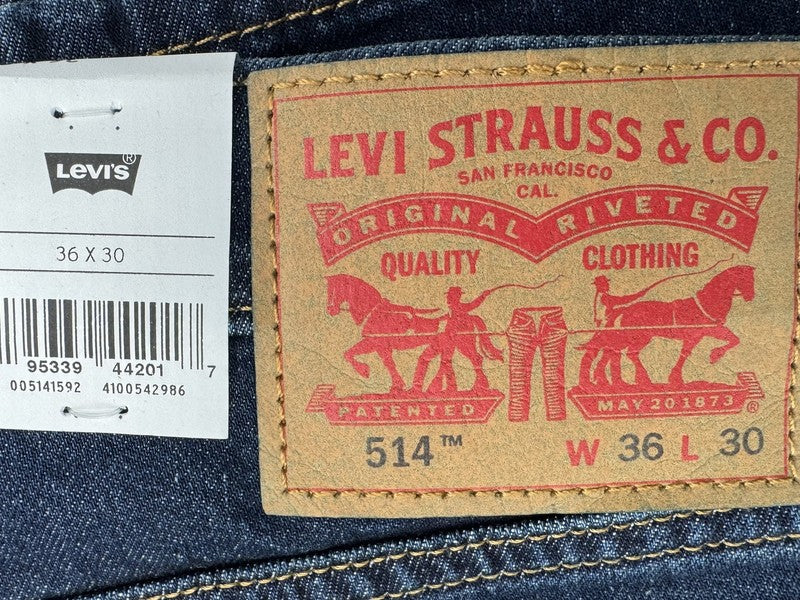 LEVI'S®
36 X 30
95339 44201 7
005141592 4100542986
LEVI STRAUSS & CO.
SAN FRANCISCO
CAL.
ORIGINAL RIVETED
QUALITY CLOTHING
PATENTED MAY 20 1873 ®
514™ W 36 L 30